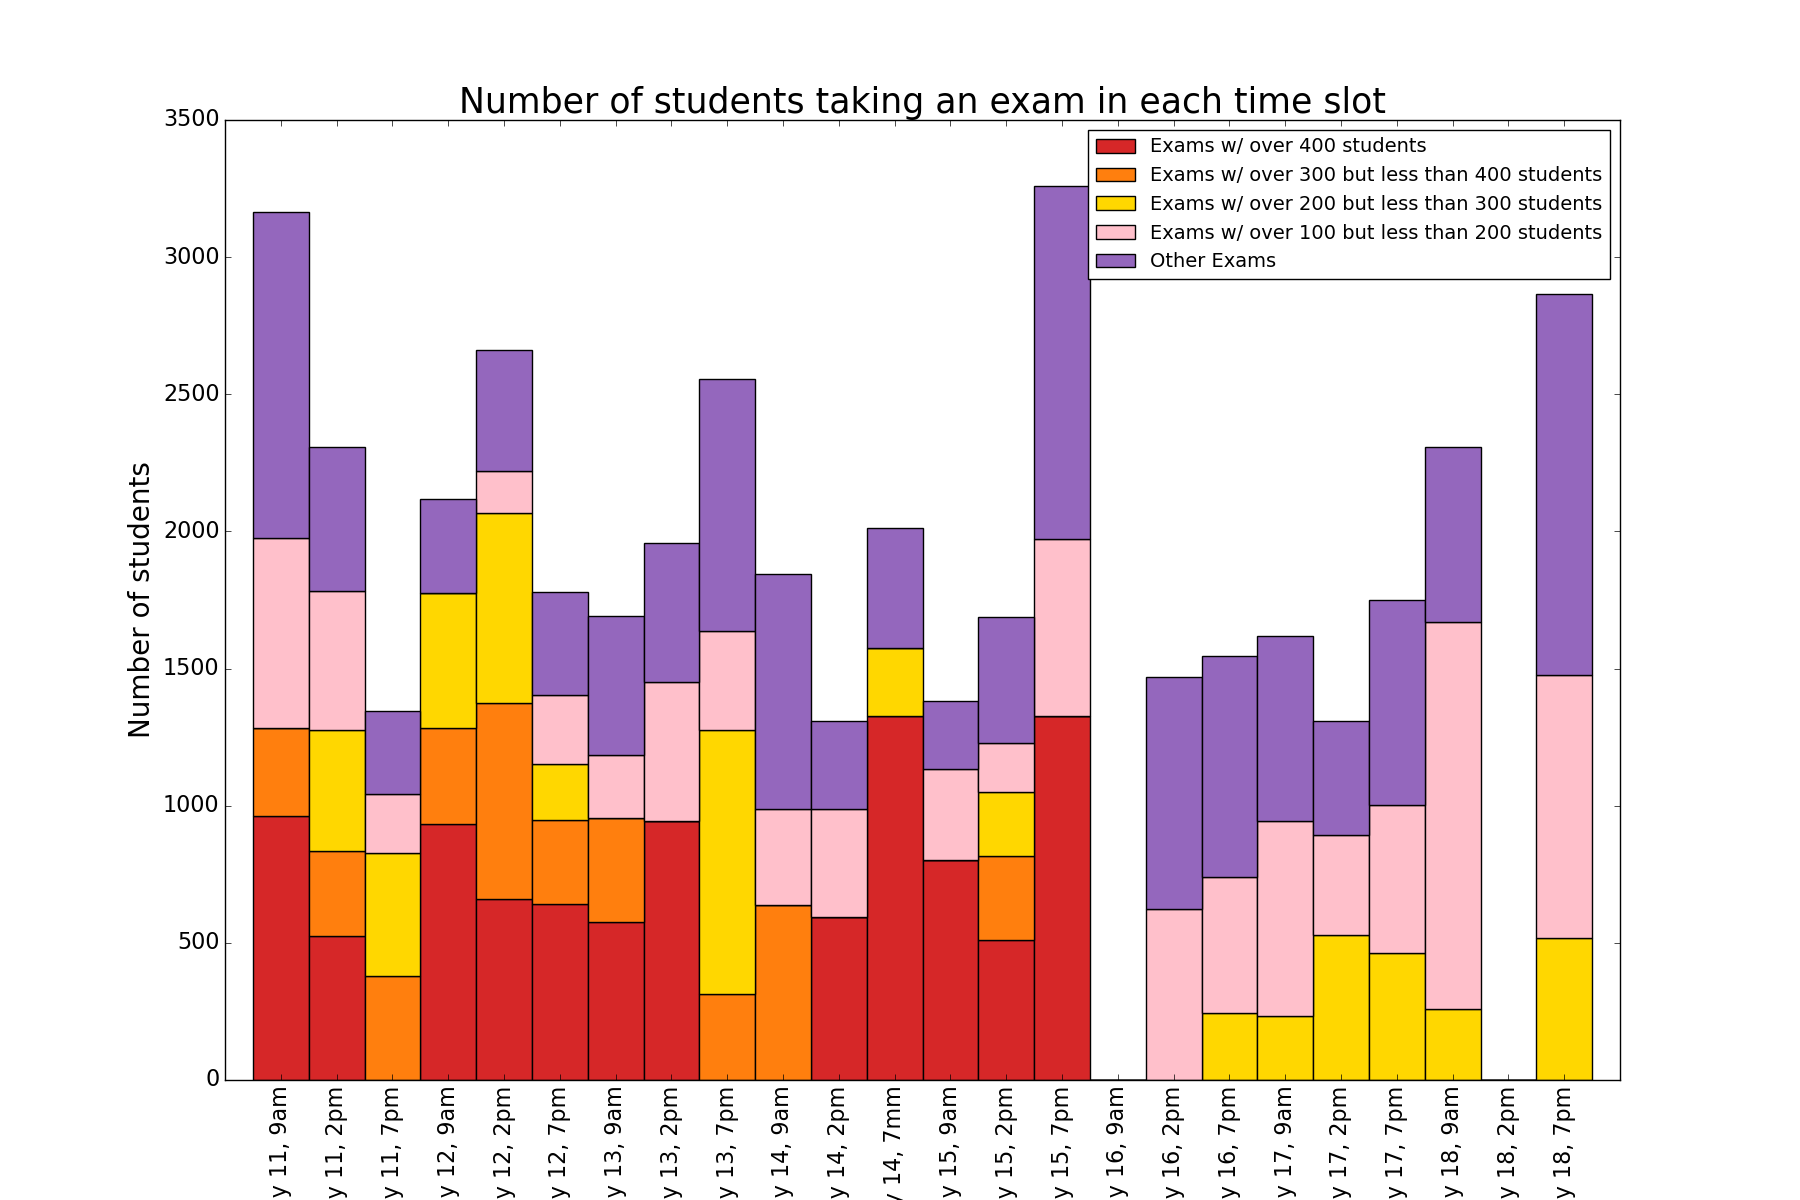 Number of students taking an exam in each time slot
Exams w/ over 400 students
Exams w/ over 300 but less than 400 students
Exams w/ over 200 but less than 300 students
Exams w/ over 100 but less than 200 students
Other Exams
Number of students
3500
3000
2500
2000
1500
1000
500
0
y 11, 9am
y 11, 2pm
y 11, 7pm
y 12, 9am
y 12, 2pm
y 12, 7pm
y 13, 9am
y 13, 2pm
y 13, 7pm
y 14, 9am
y 14, 2pm
y 14, 7mm
y 15, 9am
y 15, 2pm
y 15, 7pm
y 16, 9am
y 16, 2pm
y 16, 7pm
y 17, 9am
y 17, 2pm
y 17, 7pm
y 18, 9am
y 18, 2pm
y 18, 7pm